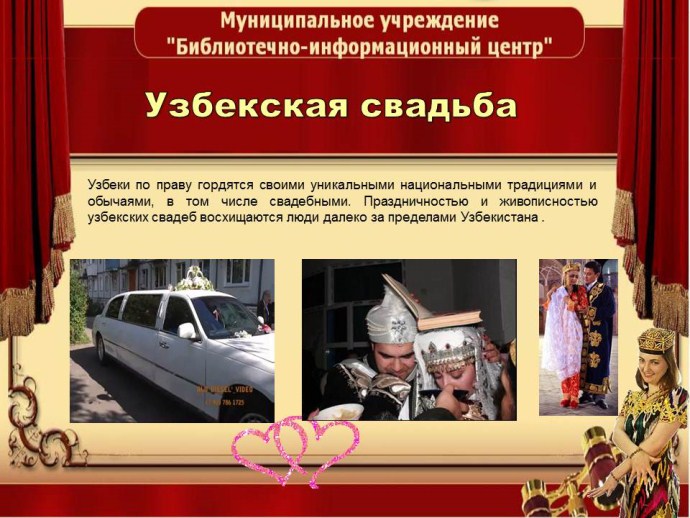 Муниципальное учреждение
"Библиотечно-информационный центр"
Узбекская свадьба
Узбеки по праву гордятся своими уникальными национальными традициями и
обычаями, в том числе свадебными. Праздничностью и живописностью
узбекских свадеб восхищаются люди далеко за пределами Узбекистана .